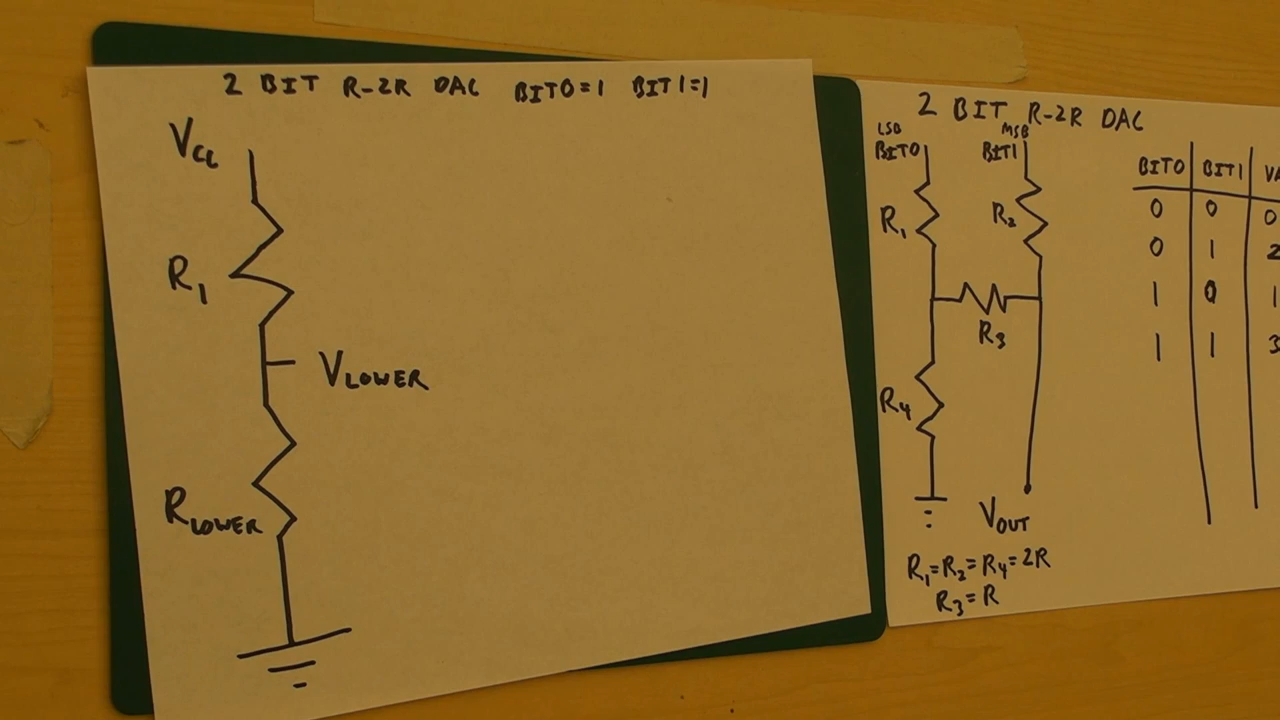 2 BIT R-2R DAC BIT0=1 BIT1=1
VCC
R1
VLOWER
RLOWER
2 BIT R-2R DAC
LSB MSB
BIT0 BIT1
R1 R2
R3
R4
VOUT
R1=R2=R4=2R
R3=R
BIT0 BIT1 VA
0 0 0
0 1 2
1 0 1
1 1 3